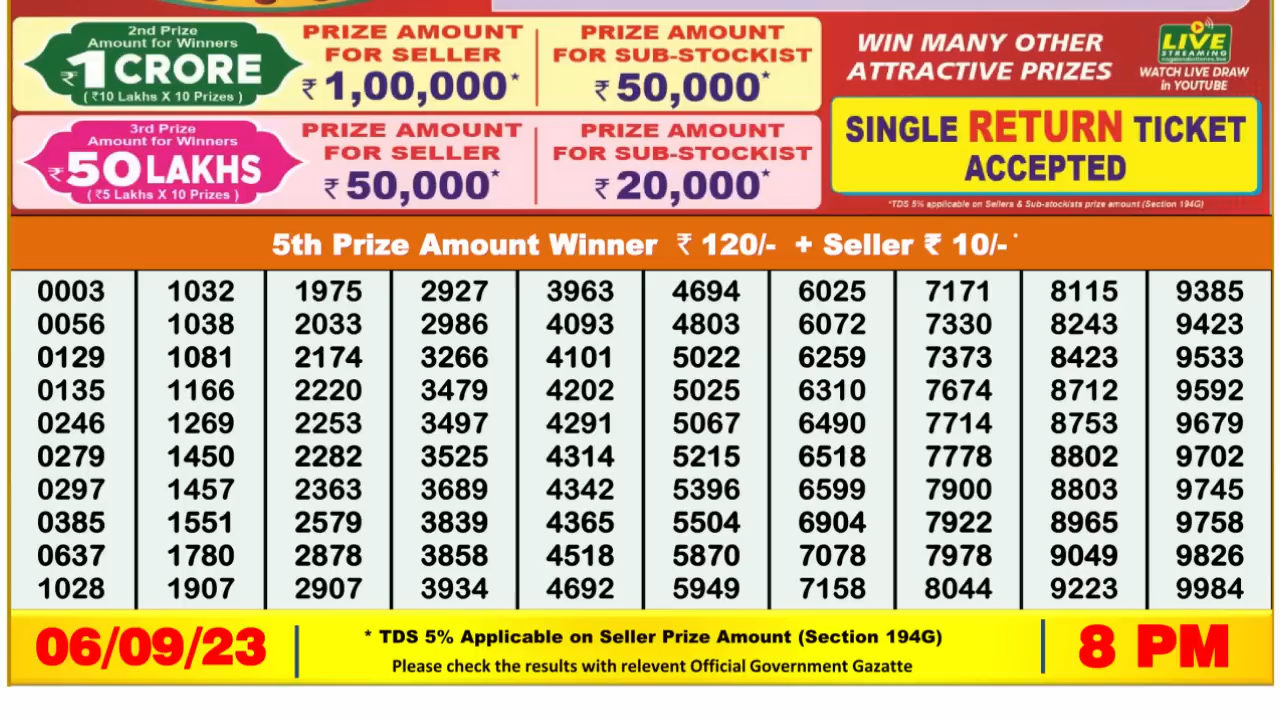 2nd Prize
Amount for Winners
₹1 CRORE
( ₹10 Lakhs X 10 Prizes )
PRIZE AMOUNT
FOR SELLER
₹ 1,00,000*
PRIZE AMOUNT
FOR SUB-STOCKIST
₹ 50,000*
3rd Prize
Amount for Winners
₹50 LAKHS
( ₹5 Lakhs X 10 Prizes )
PRIZE AMOUNT
FOR SELLER
₹ 50,000*
PRIZE AMOUNT
FOR SUB-STOCKIST
₹ 20,000*
WIN MANY OTHER
ATTRACTIVE PRIZES
LIVE
STREAMING
WATCH LIVE DRAW
in YOUTUBE
SINGLE RETURN TICKET
ACCEPTED
*TDS 5% applicable on Sellers & Sub-stockists prize amount (Section 194G)
5th Prize Amount Winner ₹ 120/- + Seller ₹ 10/- *
0003 1032 1975 2927 3963 4694 6025 7171 8115 9385
0056 1038 2033 2986 4093 4803 6072 7330 8243 9423
0129 1081 2174 3266 4101 5022 6259 7373 8423 9533
0135 1166 2220 3479 4202 5025 6310 7674 8712 9592
0246 1269 2253 3497 4291 5067 6490 7714 8753 9679
0279 1450 2282 3525 4314 5215 6518 7778 8802 9702
0297 1457 2363 3689 4342 5396 6599 7900 8803 9745
0385 1551 2579 3839 4365 5504 6904 7922 8965 9758
0637 1780 2878 3858 4518 5870 7078 7978 9049 9826
1028 1907 2907 3934 4692 5949 7158 8044 9223 9984
06/09/23
* TDS 5% Applicable on Seller Prize Amount (Section 194G)
Please check the results with relevent Official Government Gazatte
8 PM